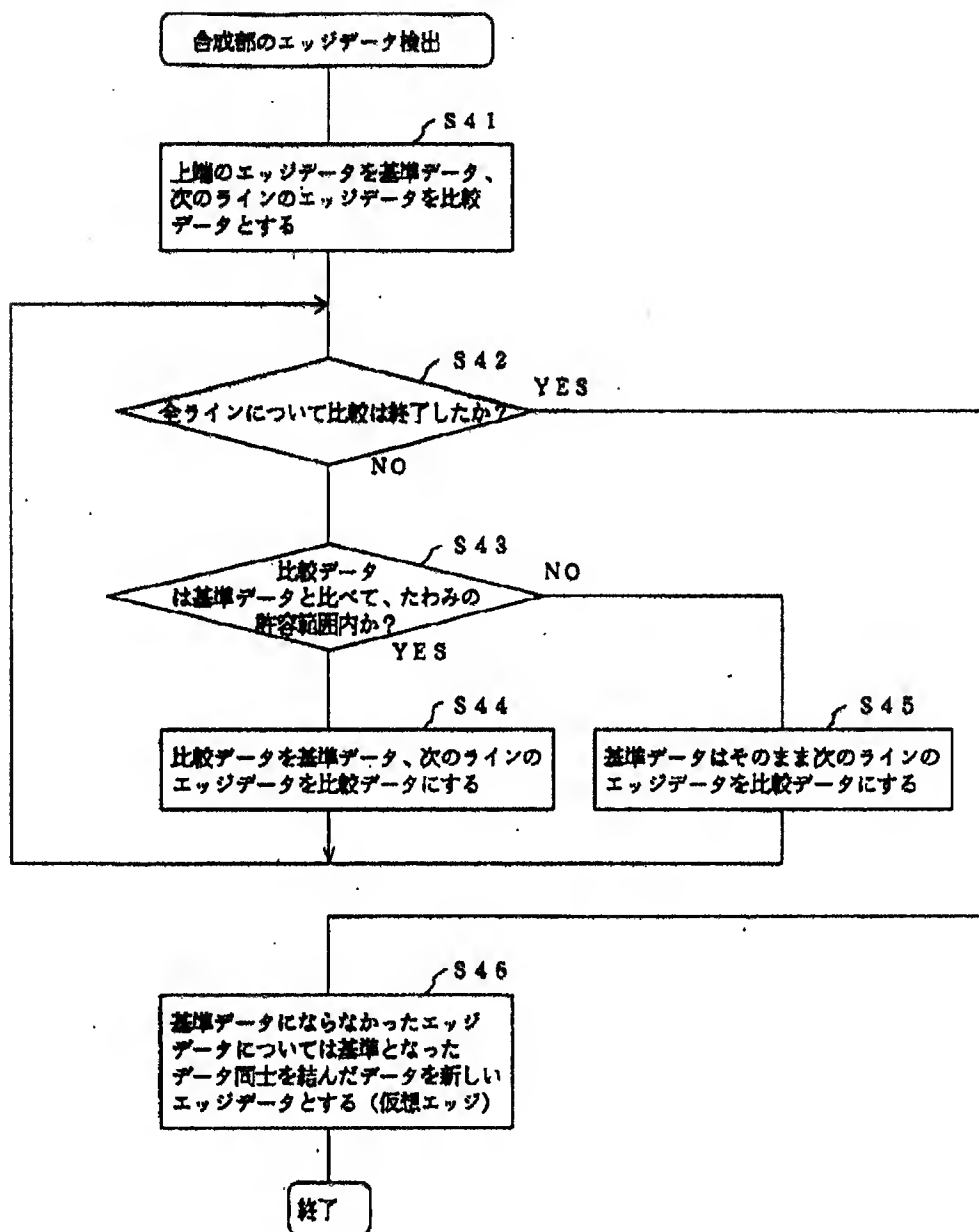 合成部のエッジデータ検出
S41
上端のエッジデータを基準データ、
次のラインのエッジデータを比較
データとする
S42
全ラインについて比較は終了したか？
YES
NO
S43
比較データ
は基準データと比べて、たわみの
許容範囲内か？
NO
YES
S44
比較データを基準データ、次のラインの
エッジデータを比較データにする
S45
基準データはそのまま次のラインの
エッジデータを比較データにする
S46
基準データにならなかったエッジ
データについては基準となった
データ同士を結んだデータを新しい
エッジデータとする（仮想エッジ）
終了